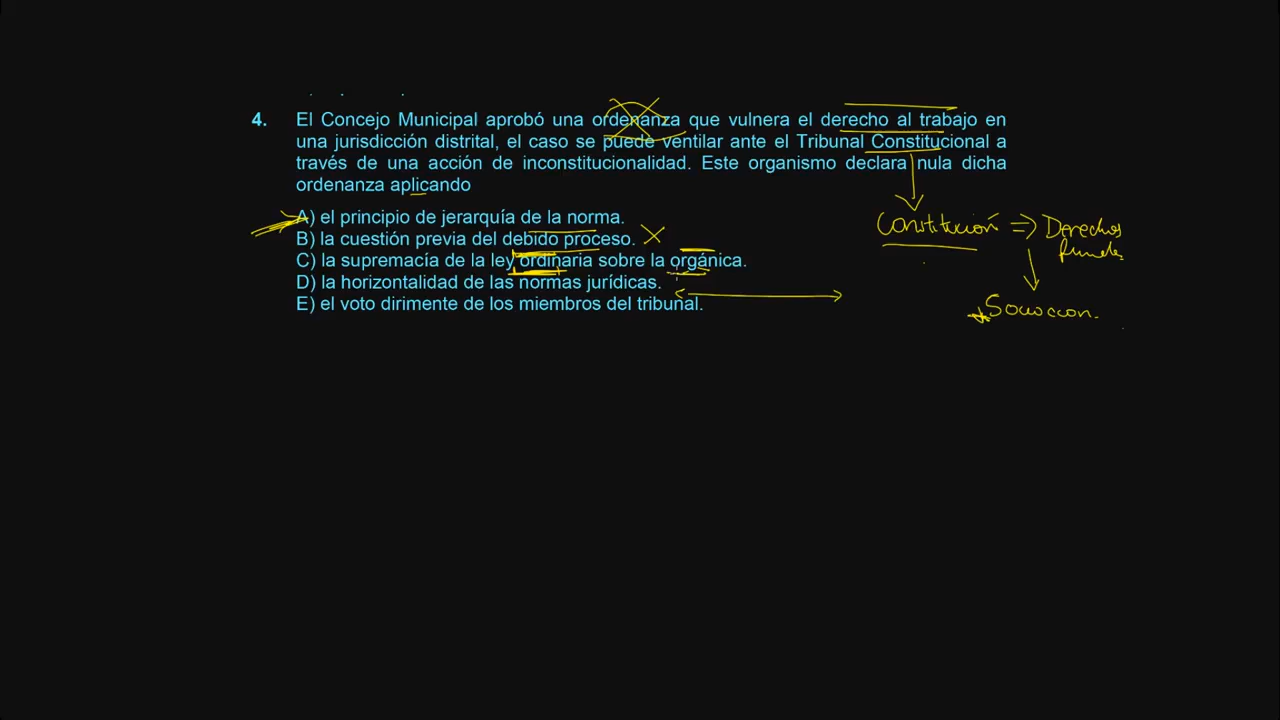 4. El Concejo Municipal aprobó una ordenanza que vulnera el derecho al trabajo en
una jurisdicción distrital, el caso se puede ventilar ante el Tribunal Constitucional a
través de una acción de inconstitucionalidad. Este organismo declara nula dicha
ordenanza aplicando
A) el principio de jerarquía de la norma.
B) la cuestión previa del debido proceso.
C) la supremacía de la ley ordinaria sobre la orgánica.
D) la horizontalidad de las normas jurídicas.
E) el voto dirimente de los miembros del tribunal.
Constitución ⇒ Derechos